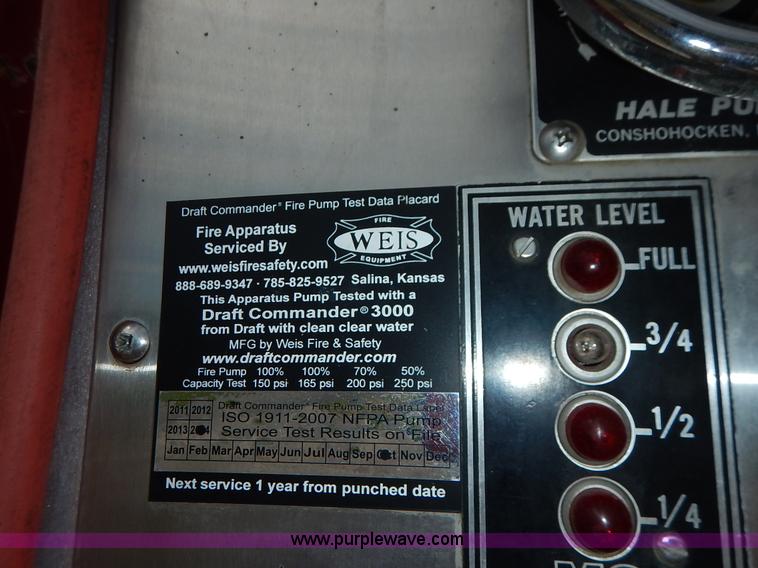 HALE
CONSHOHOCKEN,
Draft Commander® Fire Pump Test Data Placard
Fire Apparatus
Serviced By
FIRE
WEIS
EQUIPMENT
www.weisfiresafety.com
888-689-9347 · 785-825-9527 Salina, Kansas
This Apparatus Pump Tested with a
Draft Commander® 3000
from Draft with clean clear water
MFG by Weis Fire & Safety
www.draftcommander.com
Fire Pump 100% 100% 70% 50%
Capacity Test 150 psi 165 psi 200 psi 250 psi
2011 2012
Draft Commander® Fire Pump Test Data Label
ISO 1911-2007 NFPA Pump
2013
Service Test Results on File
Jan Feb Mar Apr May Jun Jul Aug Sep Oct Nov Dec
Next service 1 year from punched date
WATER LEVEL
FULL
3/4
1/2
1/4
www.purplewave.com